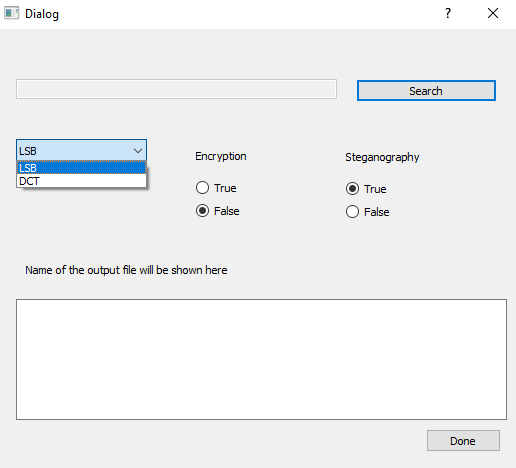 Dialog
?
Search
LSB
LSB
DCT
Encryption
True
False
Steganography
True
False
Name of the output file will be shown here
Done